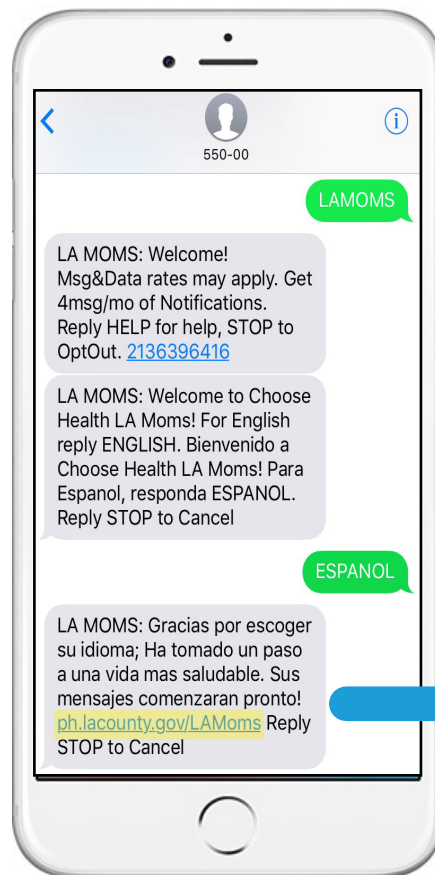 550-00
LAMOMS
LA MOMS: Welcome!
Msg&Data rates may apply. Get
4msg/mo of Notifications.
Reply HELP for help, STOP to
OptOut. 2136396416
LA MOMS: Welcome to Choose
Health LA Moms! For English
reply ENGLISH. Bienvenido a
Choose Health LA Moms! Para
Espanol, responda ESPANOL.
Reply STOP to Cancel
ESPANOL
LA MOMS: Gracias por escoger
su idioma; Ha tomado un paso
a una vida mas saludable. Sus
mensajes comenzaran pronto!
ph.lacounty.gov/LAMoms Reply
STOP to Cancel